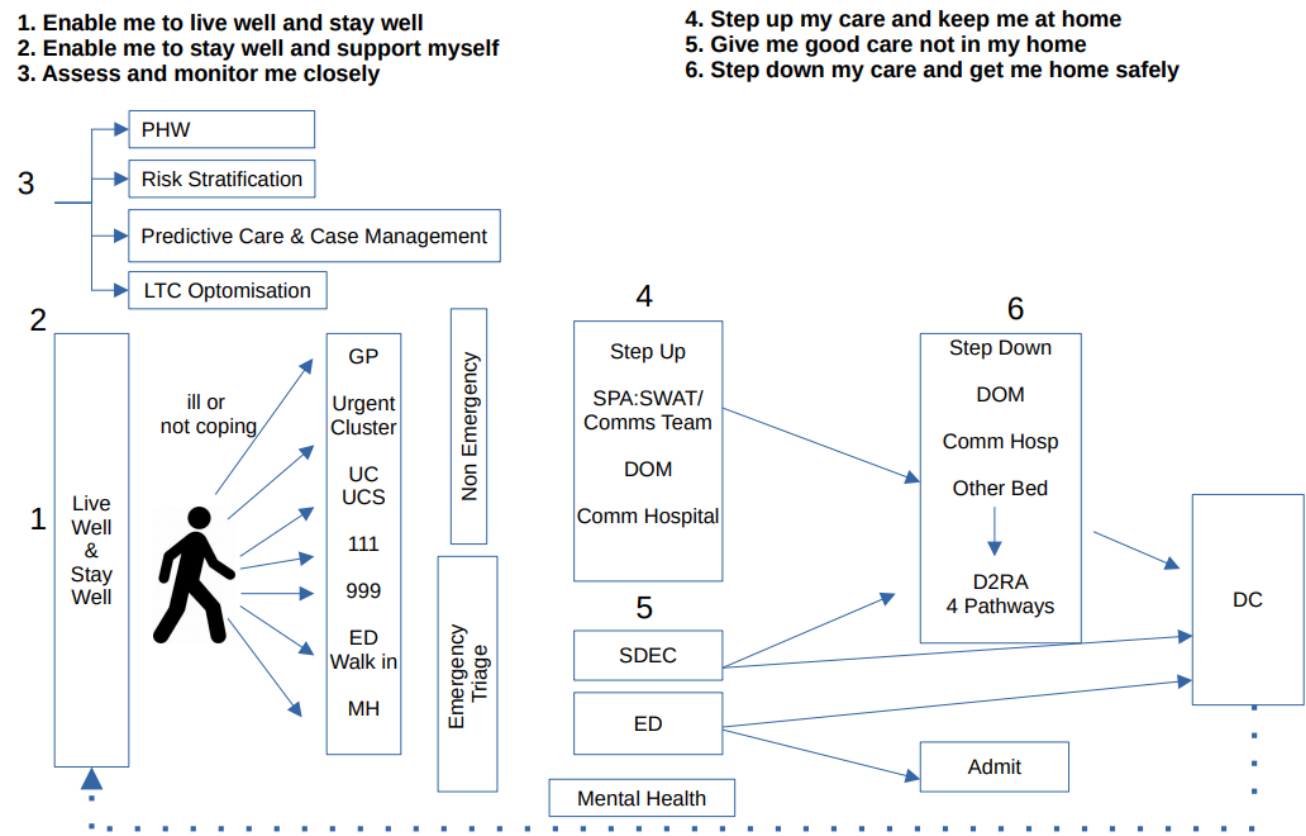 1. Enable me to live well and stay well
2. Enable me to stay well and support myself
3. Assess and monitor me closely
4. Step up my care and keep me at home
5. Give me good care not in my home
6. Step down my care and get me home safely
3
PHW
Risk Stratification
Predictive Care & Case Management
LTC Optomisation
2
1
Live
Well
&
Stay
Well
ill or
not coping
GP
Urgent
Cluster
UC
UCS
111
999
ED
Walk in
MH
Non Emergency
Emergency
Triage
4
Step Up
SPA:SWAT/
Comms Team
DOM
Comm Hospital
5
SDEC
ED
Mental Health
6
Step Down
DOM
Comm Hosp
Other Bed
D2RA
4 Pathways
Admit
DC